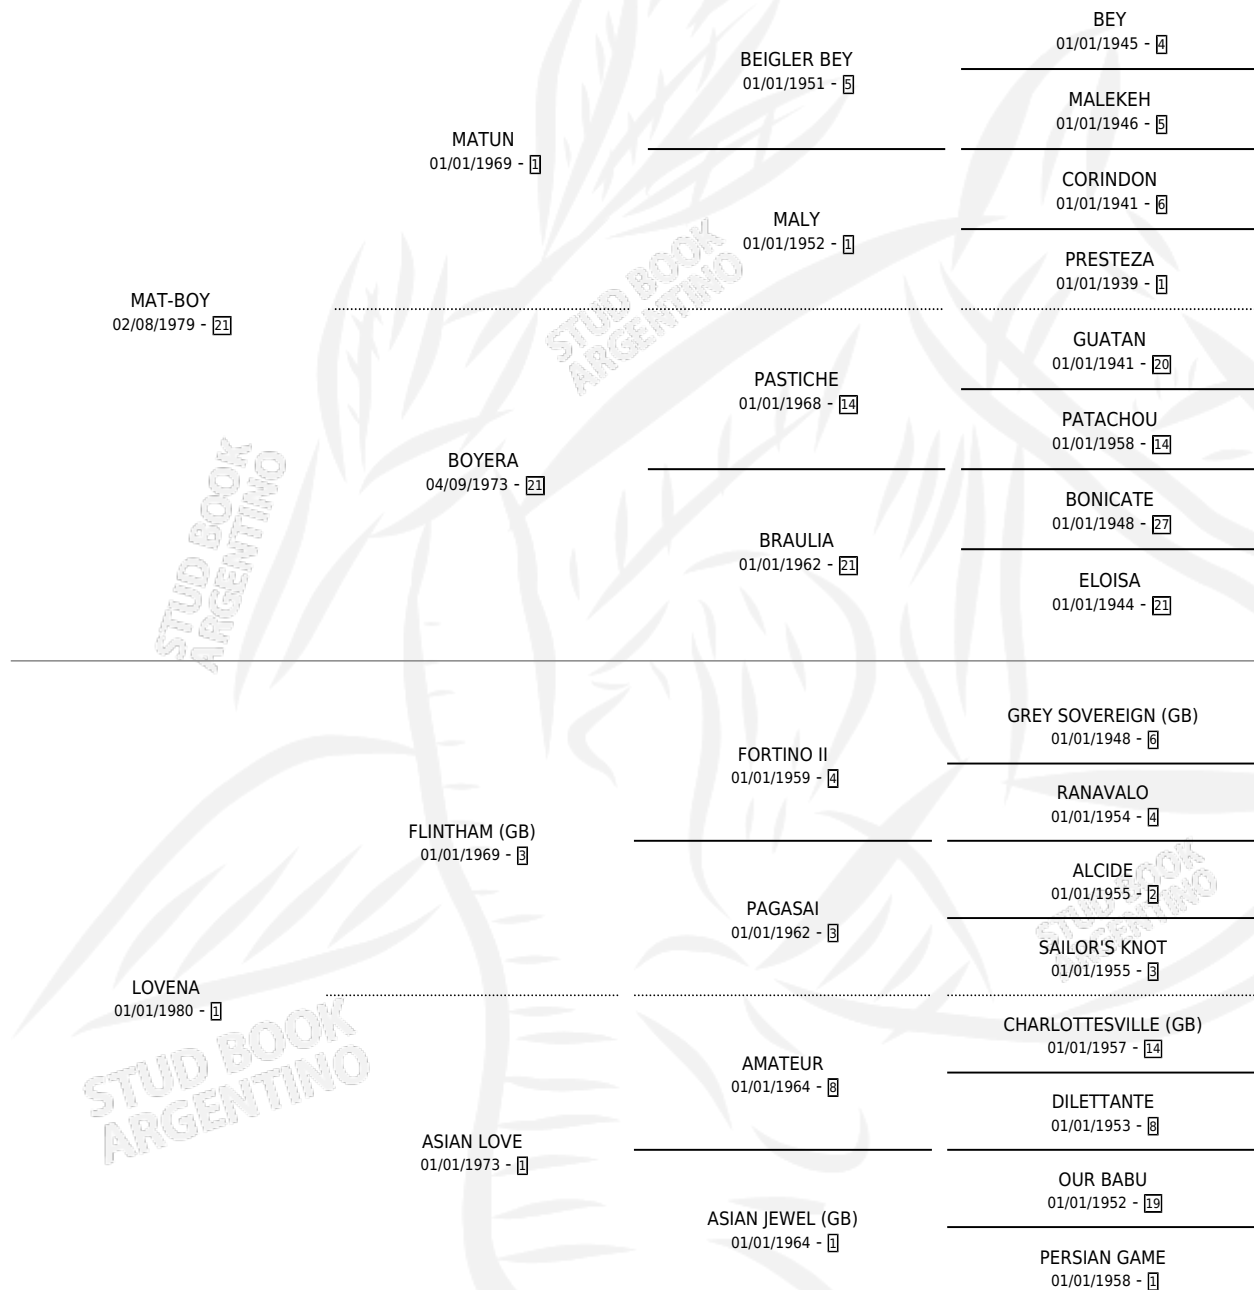 BEY
01/01/1945 - 4
BEIGLER BEY
01/01/1951 - 5
MALEKEH
01/01/1946 - 5
MATUN
01/01/1969 - 1
CORINDON
01/01/1941 - 6
MALY
01/01/1952 - 1
PRESTEZA
01/01/1939 - 1
MAT-BOY
02/08/1979 - 21
GUATAN
01/01/1941 - 20
PASTICHE
01/01/1968 - 14
PATACHOU
01/01/1958 - 14
BOYERA
04/09/1973 - 21
BONICATE
01/01/1948 - 27
BRAULIA
01/01/1962 - 21
ELOISA
01/01/1944 - 21
GREY SOVEREIGN (GB)
01/01/1948 - 6
FORTINO II
01/01/1959 - 4
RANAVALO
01/01/1954 - 4
FLINTHAM (GB)
01/01/1969 - 3
ALCIDE
01/01/1955 - 2
PAGASAI
01/01/1962 - 3
SAILOR'S KNOT
01/01/1955 - 3
LOVENA
01/01/1980 - 1
CHARLOTTESVILLE (GB)
01/01/1957 - 14
AMATEUR
01/01/1964 - 8
DILETTANTE
01/01/1953 - 8
ASIAN LOVE
01/01/1973 - 1
OUR BABU
01/01/1952 - 19
ASIAN JEWEL (GB)
01/01/1964 - 1
PERSIAN GAME
01/01/1958 - 1
STUD BOOK
ARGENTINO
STUD BOOK
ARGENTINO
STUD BOOK
ARGENTINO
STUD BOOK
ARGENTINO